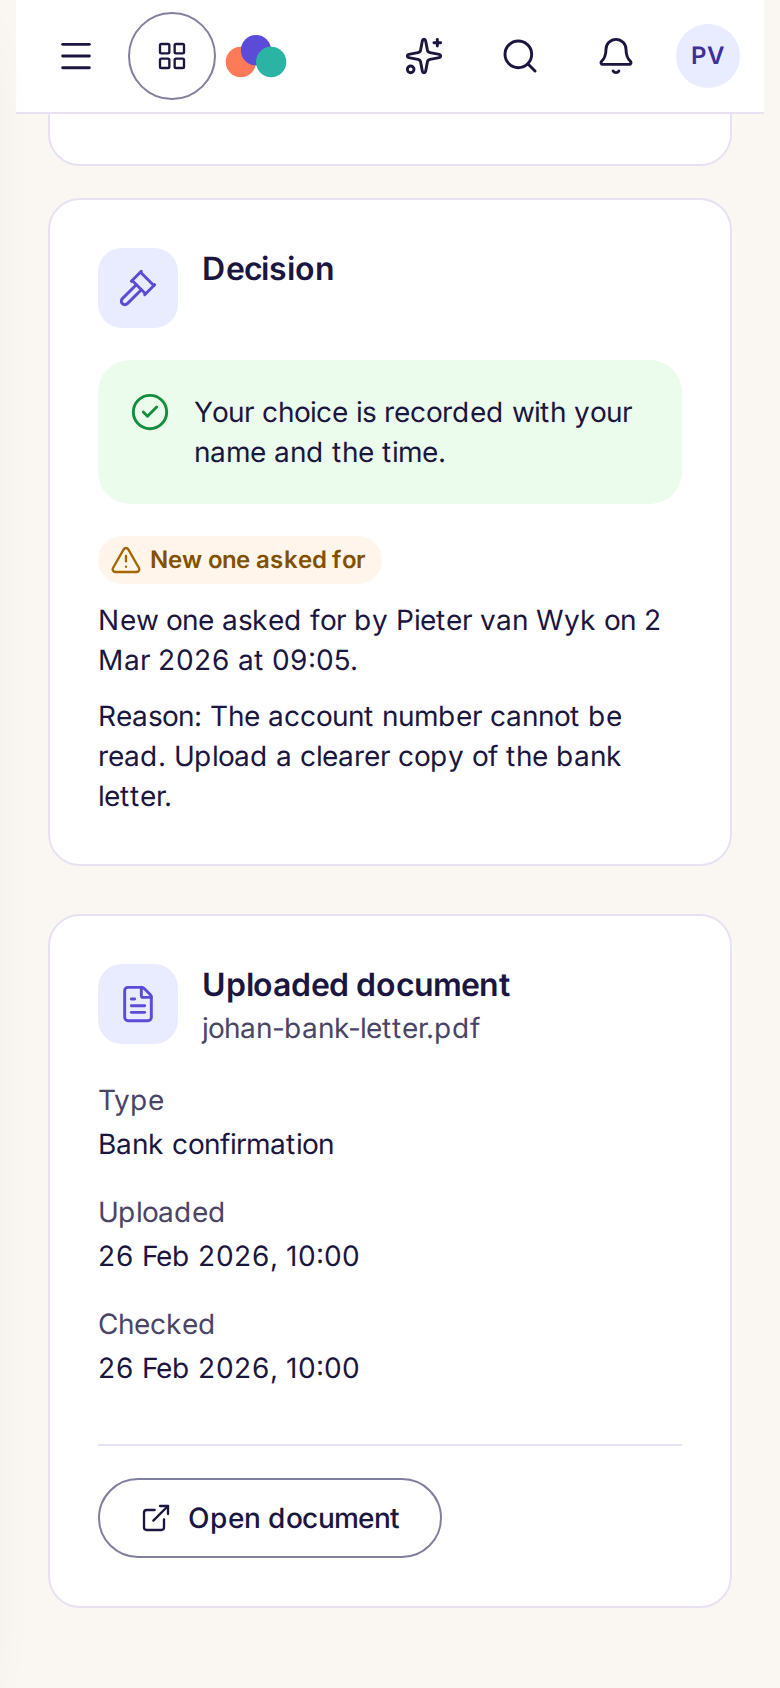 PV
Decision
Your choice is recorded with your
name and the time.
New one asked for
New one asked for by Pieter van Wyk on 2
Mar 2026 at 09:05.
Reason: The account number cannot be
read. Upload a clearer copy of the bank
letter.
Uploaded document
johan-bank-letter.pdf
Type
Bank confirmation
Uploaded
26 Feb 2026, 10:00
Checked
26 Feb 2026, 10:00
Open document